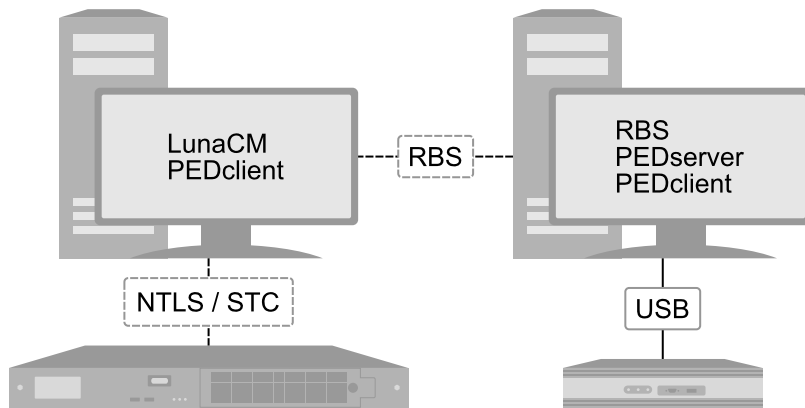 LunaCM
PEDclient
RBS
RBS
PEDserver
PEDclient
NTLS / STC
USB